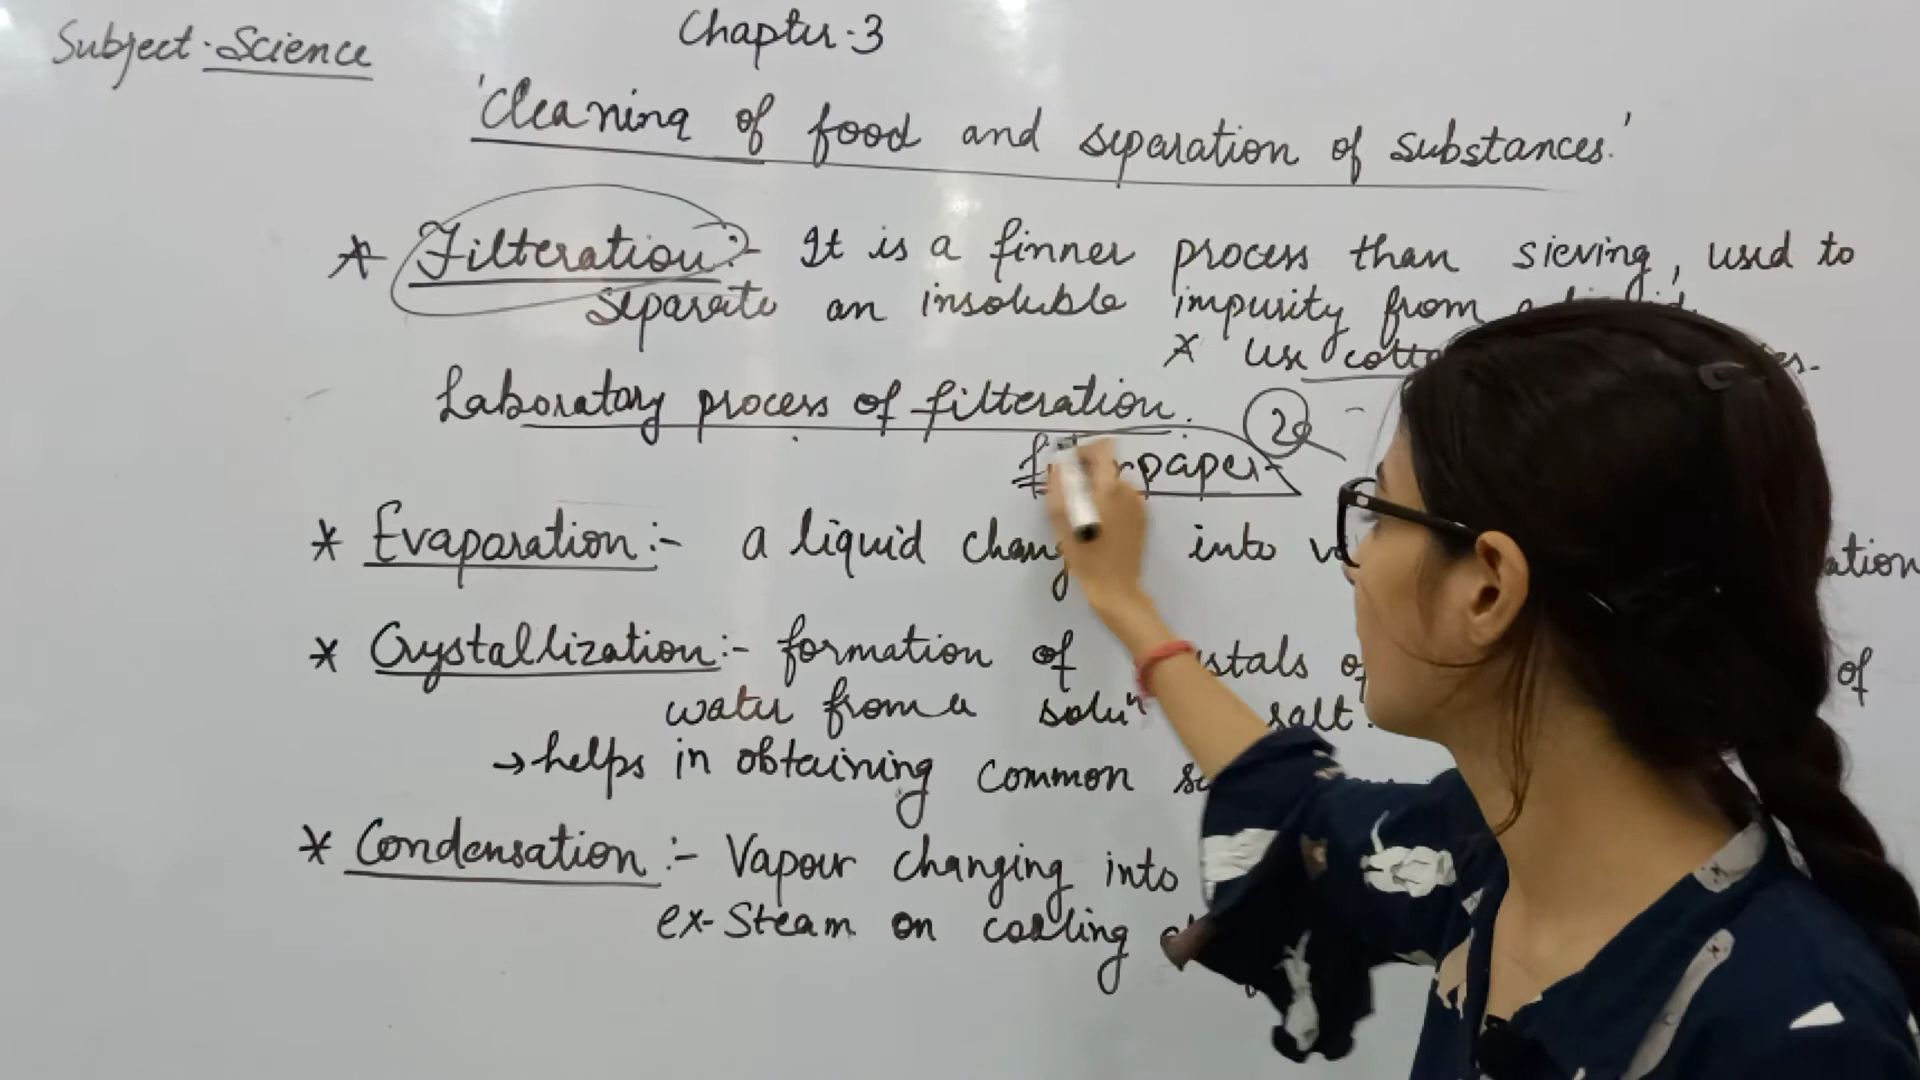 Subject·Science
Chapter·3
'Cleaning of food and separation of substances.'
* Filteration:- It is a finner process than sieving, used to
separate an insoluble impurity from a
* use
Laboratory process of filteration.
paper
* Evaporation:- a liquid into
* Crystallization:- formation of of
water from a solun salt.
→ helps in obtaining common
* Condensation:- Vapour changing into
ex- Steam on cooling